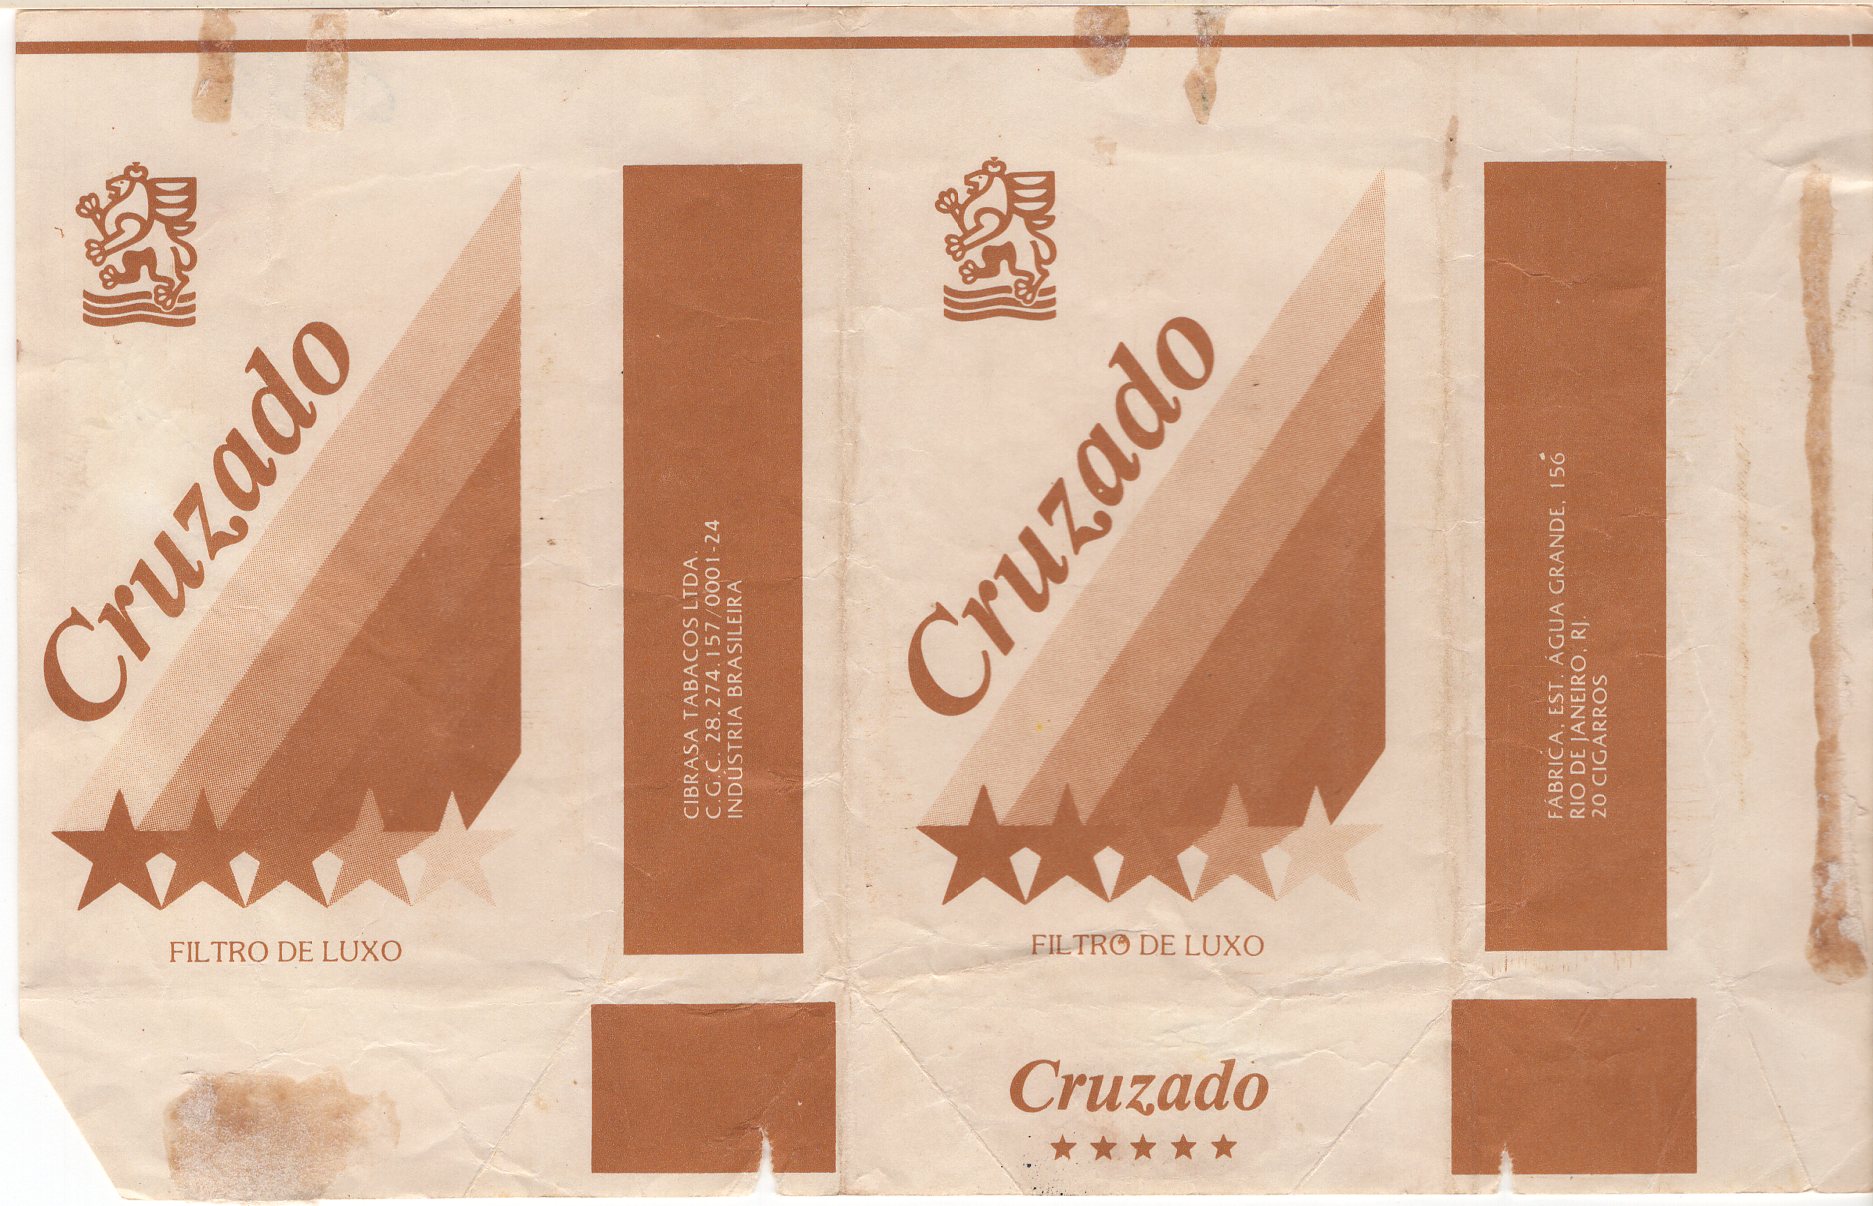 Cruzado
FILTRO DE LUXO
CIBRASA TABACOS LTDA.
C.G.C. 28.274.157/0001-24
INDÚSTRIA BRASILEIRA
Cruzado
FILTRO DE LUXO
Cruzado
FÁBRICA, EST. ÁGUA GRANDE, 156
RIO DE JANEIRO, RJ.
20 CIGARROS